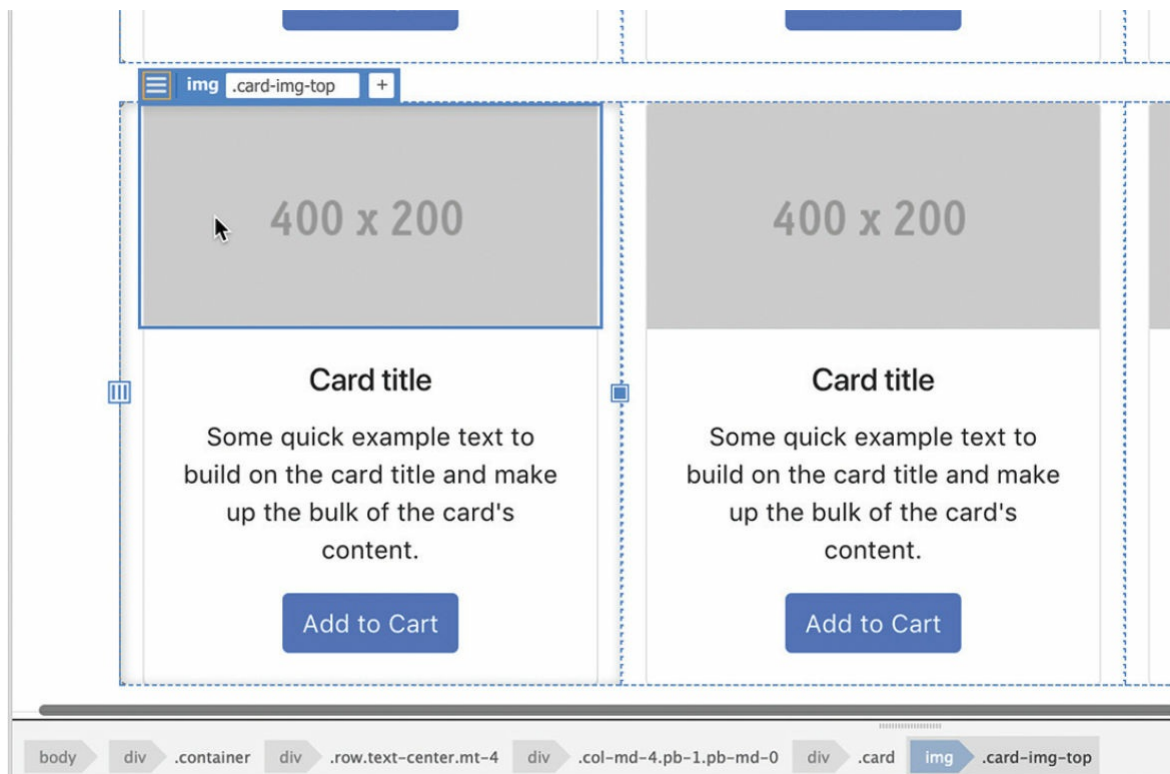 img .card-img-top +
400 x 200
400 x 200
Card title
Card title
Some quick example text to
build on the card title and make
up the bulk of the card's
content.
Some quick example text to
build on the card title and make
up the bulk of the card's
content.
Add to Cart
Add to Cart
body div .container div .row.text-center.mt-4 div .col-md-4.pb-1.pb-md-0 div .card img .card-img-top